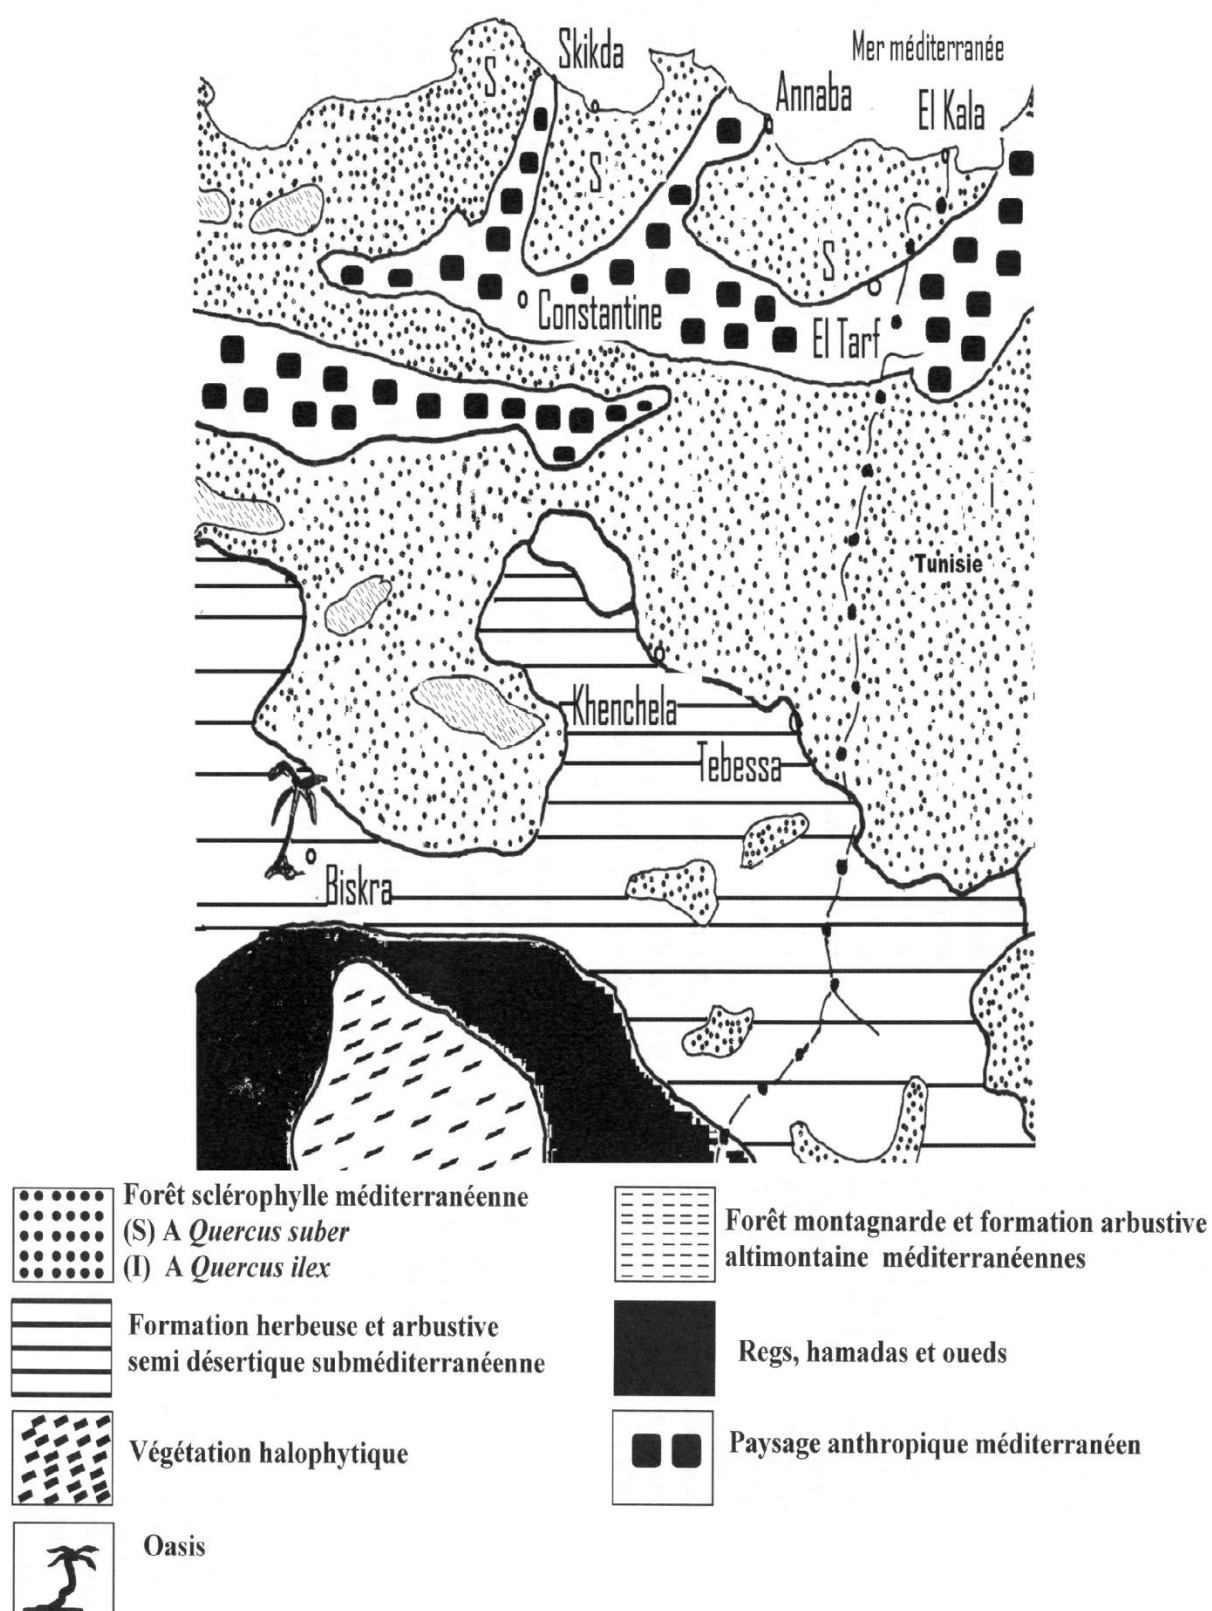 Skikda
Mer méditerranée
Annaba
El Kala
S
S
S
Constantine
El Tarf
I
Tunisie
Khenchela
Tebessa
Biskra
Forêt sclérophylle méditerranéenne
(S) A Quercus suber
(I) A Quercus ilex
Forêt montagnarde et formation arbustive
altimontaine méditerranéennes
Formation herbeuse et arbustive
semi désertique subméditerranéenne
Regs, hamadas et oueds
Végétation halophytique
Paysage anthropique méditerranéen
Oasis